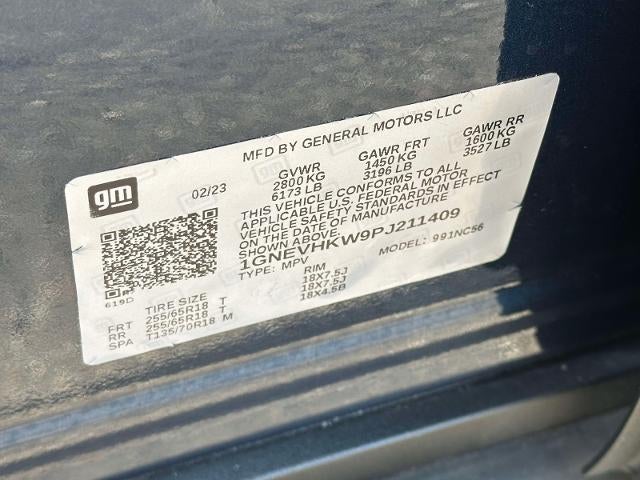 MFD BY GENERAL MOTORS LLC
gm
02/23
GVWR GAWR FRT GAWR RR
2800 KG 1450 KG 1600 KG
6173 LB 3196 LB 3527 LB
THIS VEHICLE CONFORMS TO ALL
APPLICABLE U.S. FEDERAL MOTOR
VEHICLE SAFETY STANDARDS IN EFFECT
ON THE DATE OF MANUFACTURE
SHOWN ABOVE.
1GNEVHKW9PJ211409
TYPE: MPV MODEL: 991NC56
619D
TIRE SIZE RIM
FRT 255/65R18 T 18X7.5J
RR 255/65R18 T 18X7.5J
SPA T135/70R18 M 18X4.5B